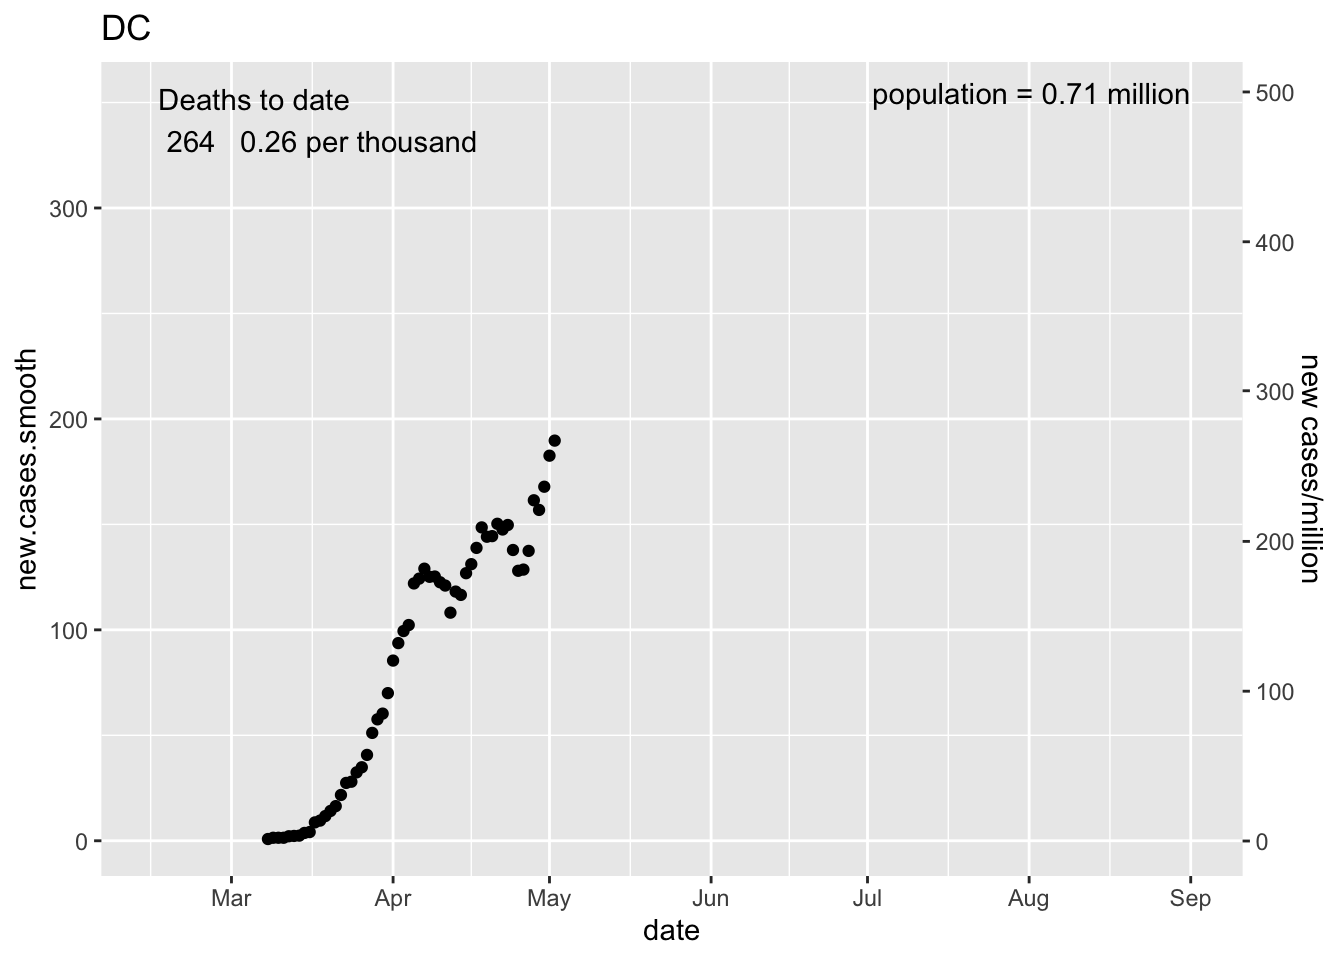 DC
Deaths to date
264 0.26 per thousand
population = 0.71 million
500
400
300
200
100
0
new cases/million
300
200
100
0
new.cases.smooth
Mar Apr May Jun Jul Aug Sep
date